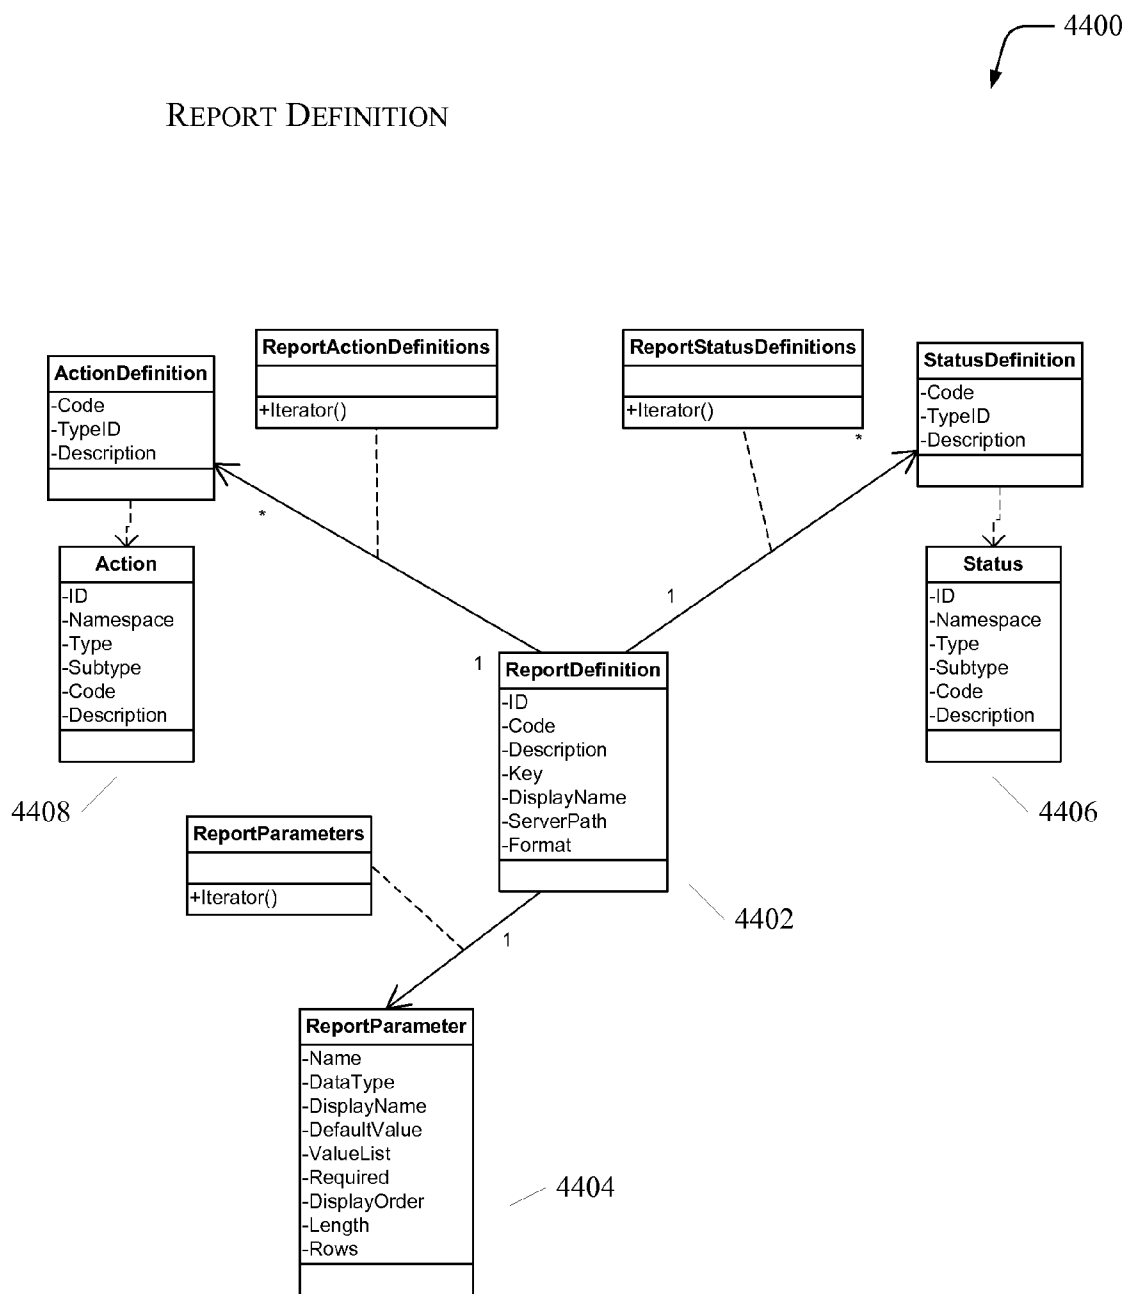 4400
REPORT DEFINITION
ReportActionDefinitions
+Iterator()
ReportStatusDefinitions
+Iterator()
*
ActionDefinition
-Code
-TypeID
-Description
*
StatusDefinition
-Code
-TypeID
-Description
Action
-ID
-Namespace
-Type
-Subtype
-Code
-Description
4408
1
1
ReportDefinition
-ID
-Code
-Description
-Key
-DisplayName
-ServerPath
-Format
4402
Status
-ID
-Namespace
-Type
-Subtype
-Code
-Description
4406
ReportParameters
+Iterator()
1
ReportParameter
-Name
-DataType
-DisplayName
-DefaultValue
-ValueList
-Required
-DisplayOrder
-Length
-Rows
4404